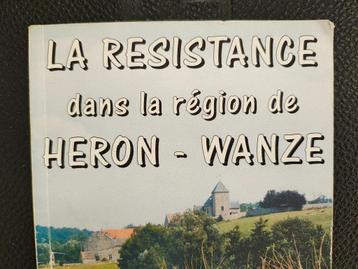 LA RESISTANCE
dans la région de
HERON - WANZE